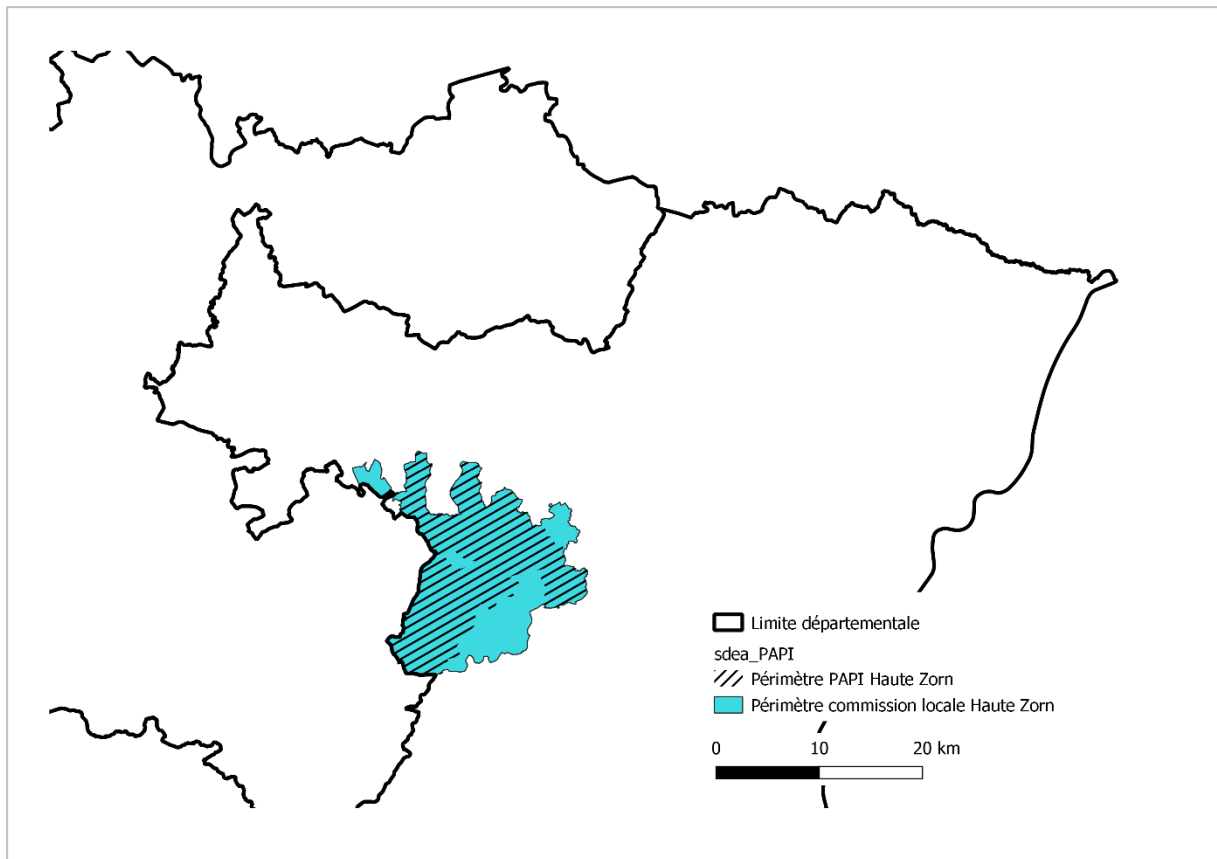 Limite départementale
sdea_PAPI
Périmètre PAPI Haute Zorn
Périmètre commission locale Haute Zorn
0 10 20 km